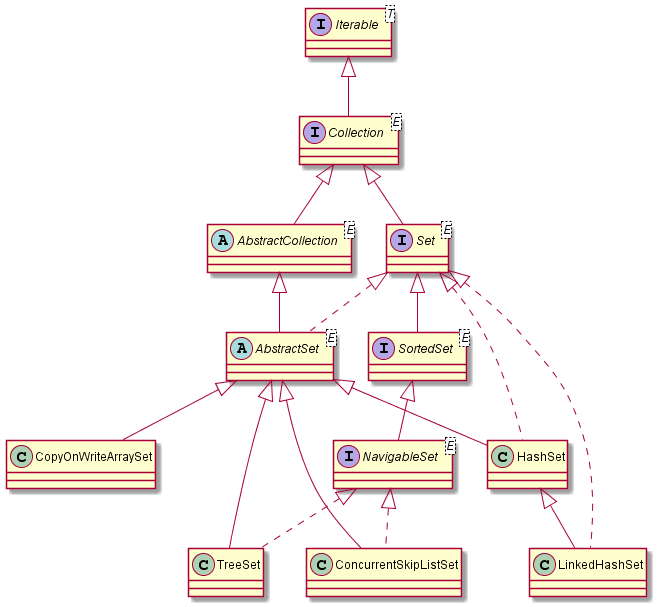 I Iterable T
I Collection E
A AbstractCollection E
I Set E
A AbstractSet E
I SortedSet E
C CopyOnWriteArraySet
I NavigableSet E
C HashSet
C TreeSet
C ConcurrentSkipListSet
C LinkedHashSet